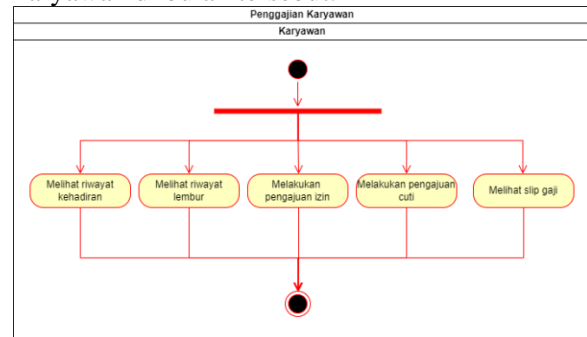 Penggajian Karyawan
Karyawan
Melihat riwayat
kehadiran
Melihat riwayat
lembur
Melakukan
pengajuan izin
Melakukan pengajuan
cuti
Melihat slip gaji